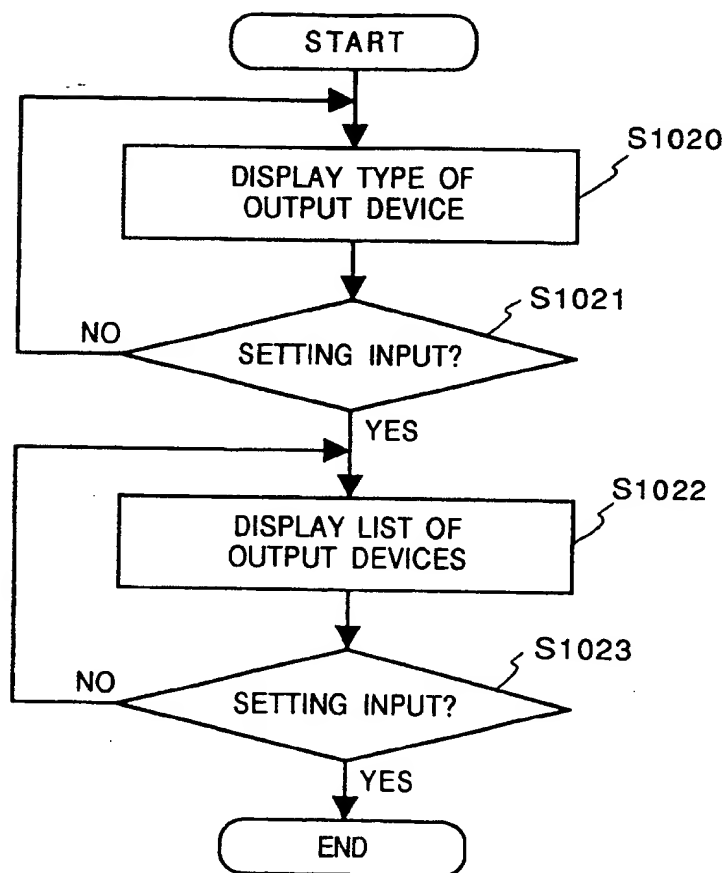 START
S1020
DISPLAY TYPE OF
OUTPUT DEVICE
S1021
NO
SETTING INPUT?
YES
S1022
DISPLAY LIST OF
OUTPUT DEVICES
S1023
NO
SETTING INPUT?
YES
END